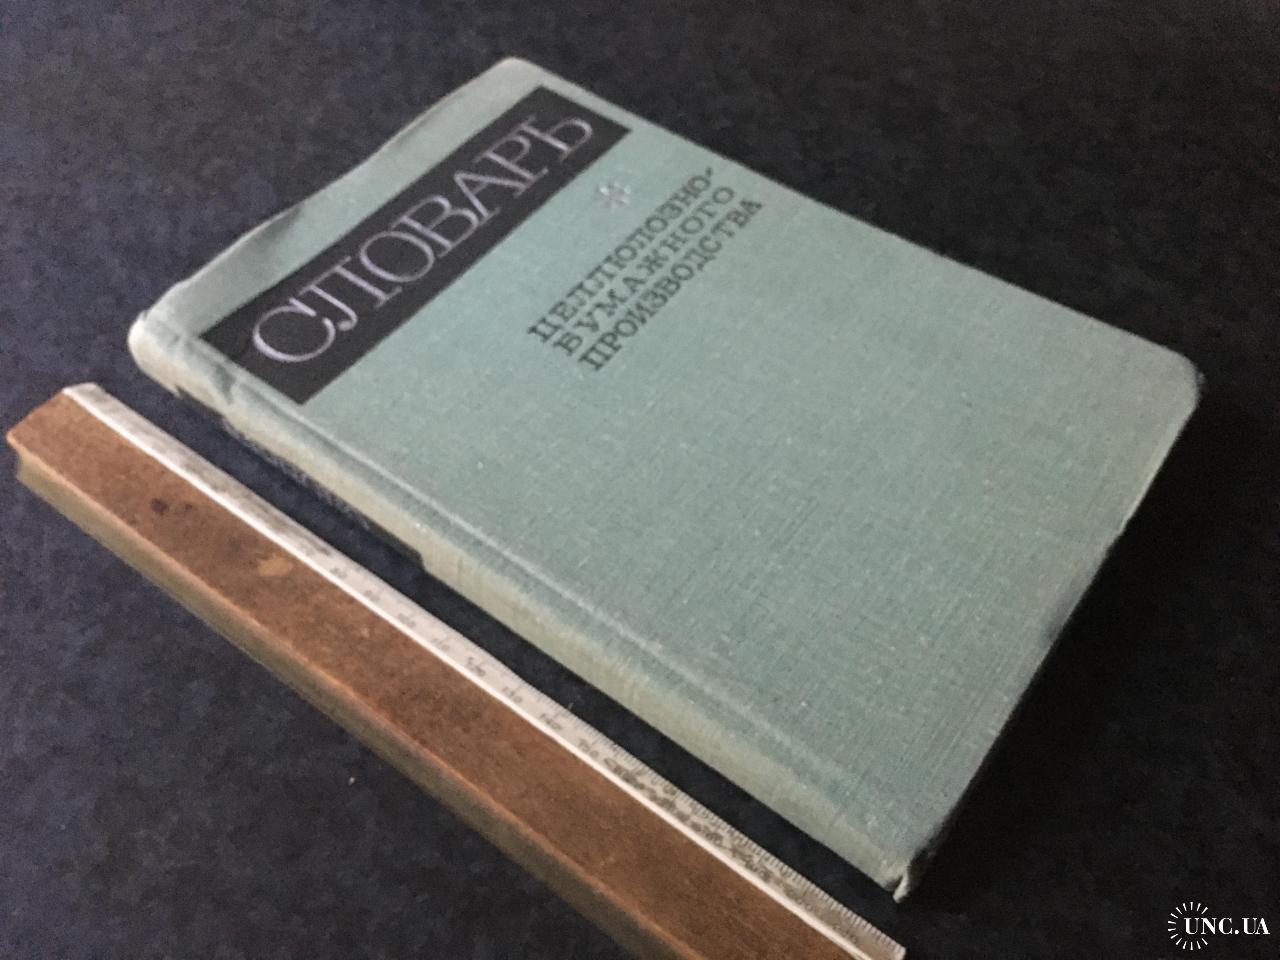 СЛОВАРЬ
*
ЦЕЛЛЮЛОЗНО-
БУМАЖНОГО
ПРОИЗВОДСТВА
UNC.UA